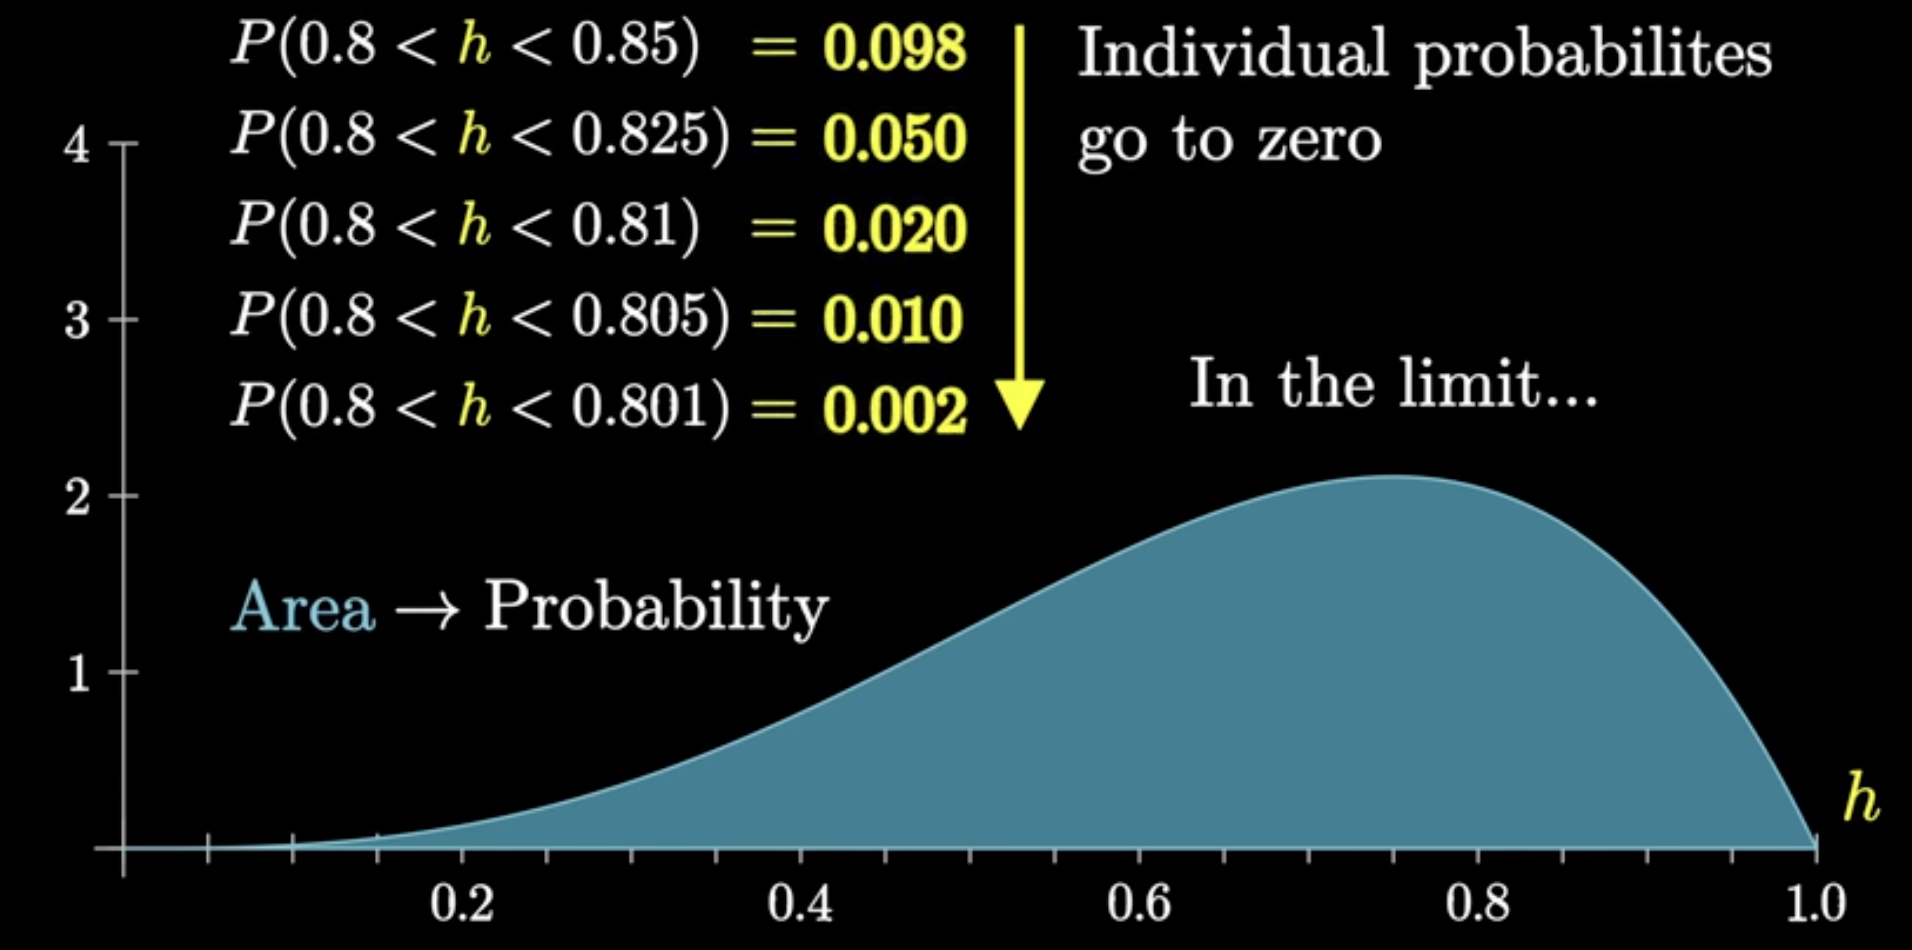 P(0.8 < h < 0.85) = 0.098
P(0.8 < h < 0.825) = 0.050
P(0.8 < h < 0.81) = 0.020
P(0.8 < h < 0.805) = 0.010
P(0.8 < h < 0.801) = 0.002
Individual probabilites
go to zero
In the limit...
Area → Probability
4
3
2
1
h
0.2 0.4 0.6 0.8 1.0